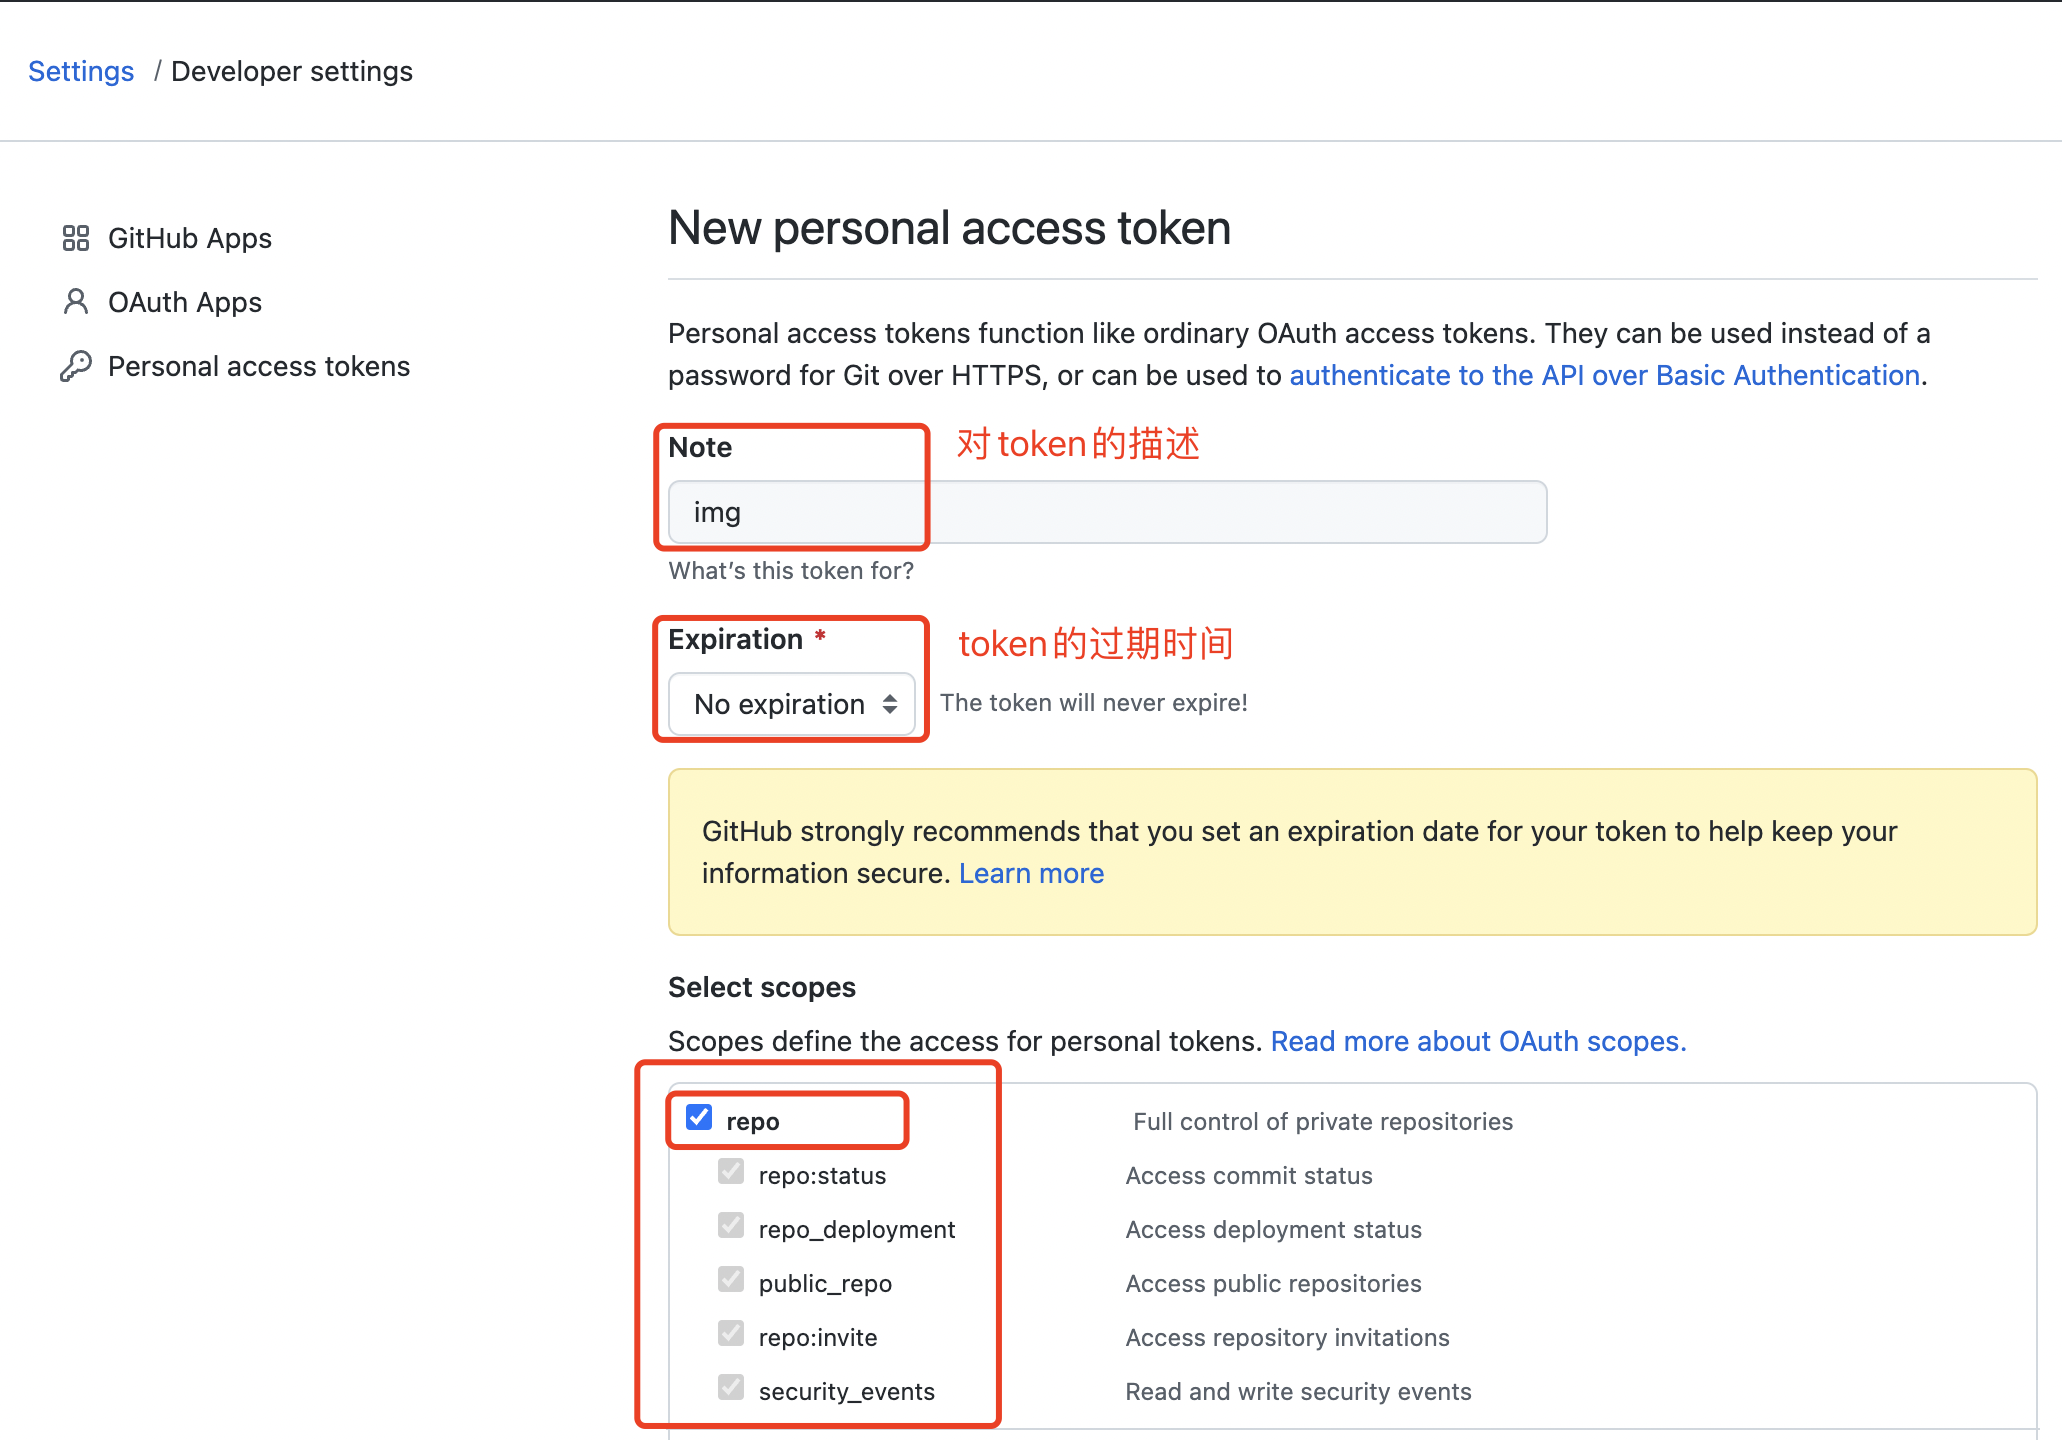 Settings / Developer settings
GitHub Apps
OAuth Apps
Personal access tokens
New personal access token
Personal access tokens function like ordinary OAuth access tokens. They can be used instead of a
password for Git over HTTPS, or can be used to authenticate to the API over Basic Authentication.
Note 对token的描述
img
What's this token for?
Expiration * token的过期时间
No expiration The token will never expire!
GitHub strongly recommends that you set an expiration date for your token to help keep your
information secure. Learn more
Select scopes
Scopes define the access for personal tokens. Read more about OAuth scopes.
repo Full control of private repositories
repo:status Access commit status
repo_deployment Access deployment status
public_repo Access public repositories
repo:invite Access repository invitations
security_events Read and write security events